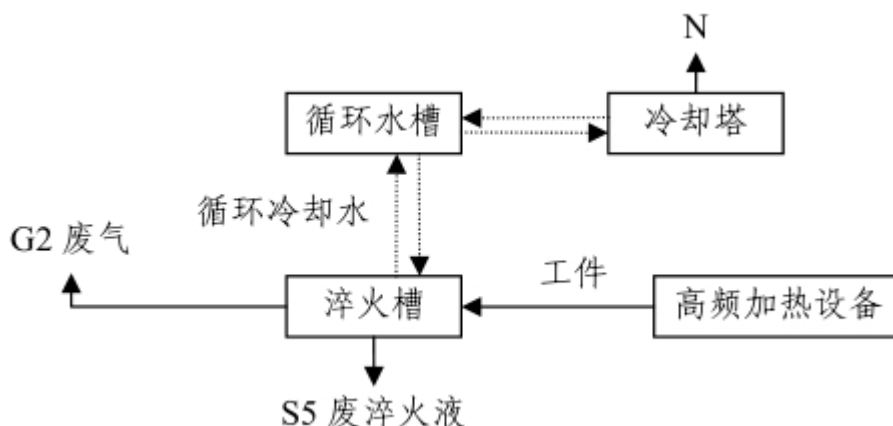 N
循环水槽
冷却塔
循环冷却水
G2 废气
工件
淬火槽
高频加热设备
S5 废淬火液